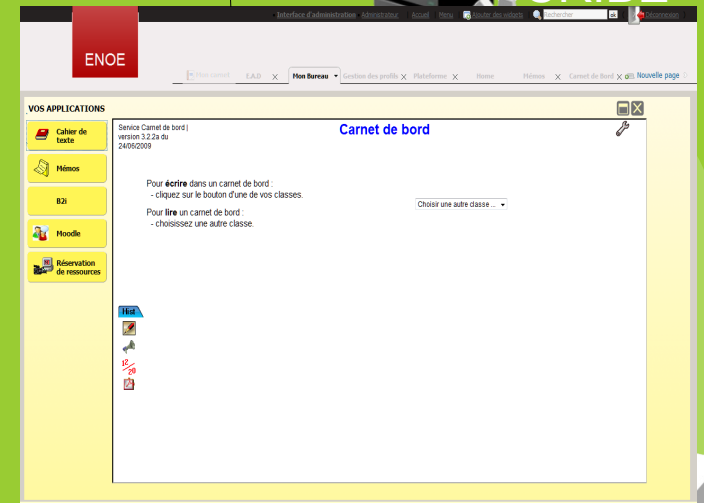 Interface d'administration Administrateur Accueil Menu Ajouter des widgets Rechercher ok Déconnexion
ENOE
Mon carnet E.A.D X Mon Bureau Gestion des profils X Plateforme X Home Mémos X Carnet de Bord X Nouvelle page
VOS APPLICATIONS
Cahier de
texte
Mémos
B2i
Moodle
Réservation
de ressources
Service Carnet de bord |
version 3.2.2a du
24/06/2009
Carnet de bord
Pour écrire dans un carnet de bord :
- cliquez sur le bouton d'une de vos classes.
Pour lire un carnet de bord :
- choisissez une autre classe.
Choisir une autre classe ...
Hist
12/20